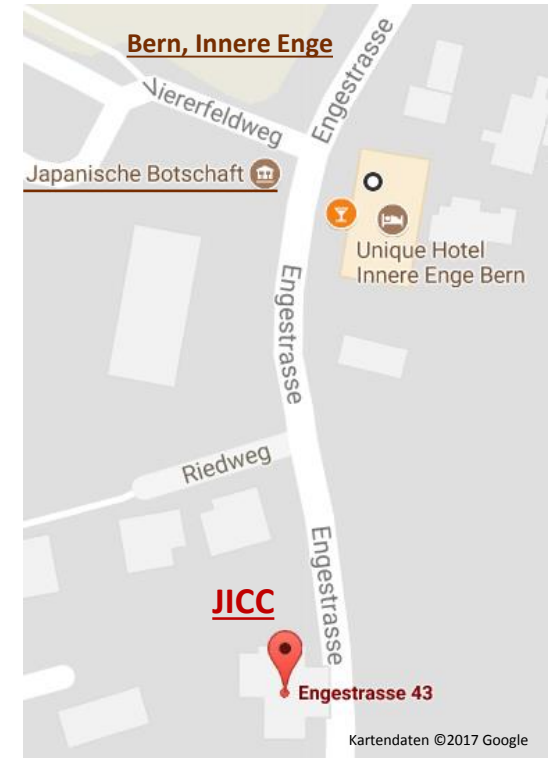 Bern, Innere Enge
Engestrasse
Viererfeldweg
Japanische Botschaft
Unique Hotel
Innere Enge Bern
Engestrasse
Riedweg
Engestrasse
JICC
Engestrasse 43
Kartendaten ©2017 Google